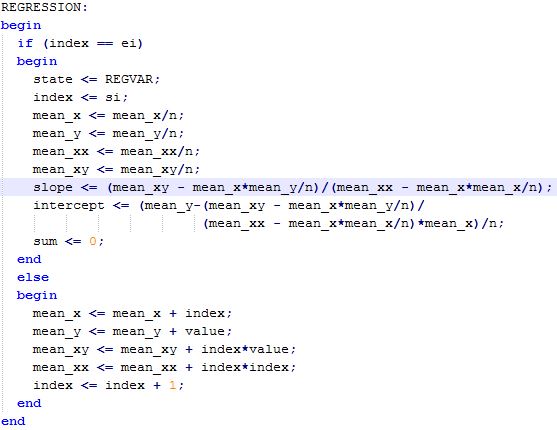 REGRESSION:
begin
if (index == ei)
begin
state <= REGVAR;
index <= si;
mean_x <= mean_x/n;
mean_y <= mean_y/n;
mean_xx <= mean_xx/n;
mean_xy <= mean_xy/n;
slope <= (mean_xy - mean_x*mean_y/n)/(mean_xx - mean_x*mean_x/n);
intercept <= (mean_y-(mean_xy - mean_x*mean_y/n)/
(mean_xx - mean_x*mean_x/n)*mean_x)/n;
sum <= 0;
end
else
begin
mean_x <= mean_x + index;
mean_y <= mean_y + value;
mean_xy <= mean_xy + index*value;
mean_xx <= mean_xx + index*index;
index <= index + 1;
end
end